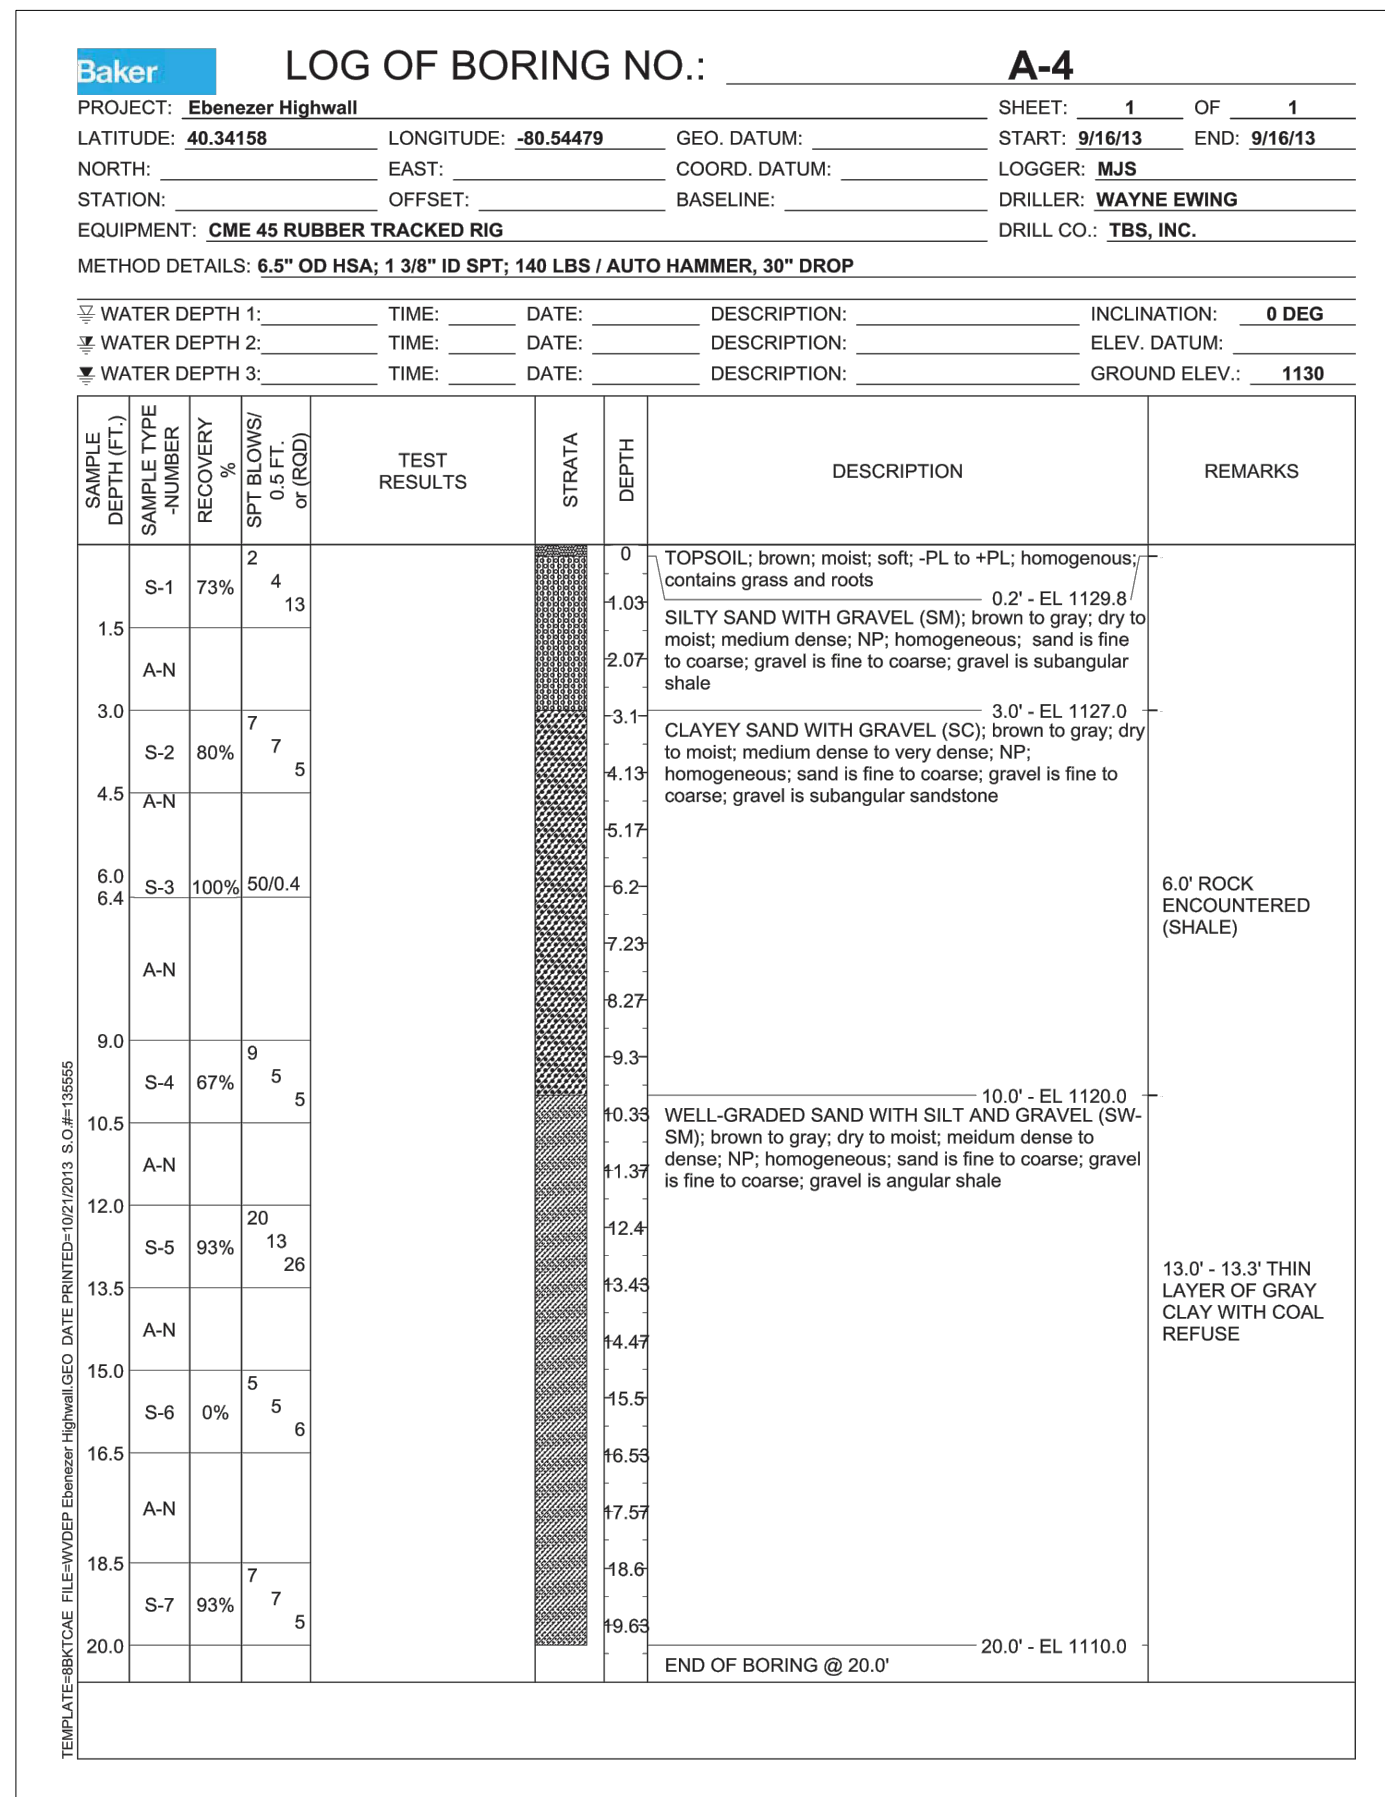 Baker
LOG OF BORING NO.: A-4
PROJECT: Ebenezer Highwall SHEET: 1 OF 1
LATITUDE: 40.34158 LONGITUDE: -80.54479 GEO. DATUM: START: 9/16/13 END: 9/16/13
NORTH: EAST: COORD. DATUM: LOGGER: MJS
STATION: OFFSET: BASELINE: DRILLER: WAYNE EWING
EQUIPMENT: CME 45 RUBBER TRACKED RIG DRILL CO.: TBS, INC.
METHOD DETAILS: 6.5" OD HSA; 1 3/8" ID SPT; 140 LBS / AUTO HAMMER, 30" DROP
WATER DEPTH 1: TIME: DATE: DESCRIPTION: INCLINATION: 0 DEG
WATER DEPTH 2: TIME: DATE: DESCRIPTION: ELEV. DATUM:
WATER DEPTH 3: TIME: DATE: DESCRIPTION: GROUND ELEV.: 1130
SAMPLE
DEPTH (FT.)
SAMPLE TYPE
-NUMBER
RECOVERY
%
SPT BLOWS/
0.5 FT.
or (RQD)
TEST
RESULTS
STRATA
DEPTH
DESCRIPTION
REMARKS
S-1 73% 2 4 13
1.5
A-N
3.0
S-2 80% 7 7 5
4.5
A-N
6.0
S-3 100% 50/0.4
6.4
A-N
9.0
S-4 67% 9 5 5
10.5
A-N
12.0
S-5 93% 20 13 26
13.5
A-N
15.0
S-6 0% 5 5 6
16.5
A-N
18.5
S-7 93% 7 7 5
20.0
0
1.03
2.07
3.1
4.13
5.17
6.2
7.23
8.27
9.3
10.33
11.37
12.4
13.43
14.47
15.5
16.53
17.57
18.6
19.63
TOPSOIL; brown; moist; soft; -PL to +PL; homogenous;
contains grass and roots
0.2' - EL 1129.8
SILTY SAND WITH GRAVEL (SM); brown to gray; dry to
moist; medium dense; NP; homogeneous; sand is fine
to coarse; gravel is fine to coarse; gravel is subangular
shale
3.0' - EL 1127.0
CLAYEY SAND WITH GRAVEL (SC); brown to gray; dry
to moist; medium dense to very dense; NP;
homogeneous; sand is fine to coarse; gravel is fine to
coarse; gravel is subangular sandstone
10.0' - EL 1120.0
WELL-GRADED SAND WITH SILT AND GRAVEL (SW-
SM); brown to gray; dry to moist; meidum dense to
dense; NP; homogeneous; sand is fine to coarse; gravel
is fine to coarse; gravel is angular shale
20.0' - EL 1110.0
END OF BORING @ 20.0'
6.0' ROCK
ENCOUNTERED
(SHALE)
13.0' - 13.3' THIN
LAYER OF GRAY
CLAY WITH COAL
REFUSE
TEMPLATE=8BKTCAE FILE=WVDEP Ebenezer Highwall.GEO DATE PRINTED=10/21/2013 S.O.#=135555